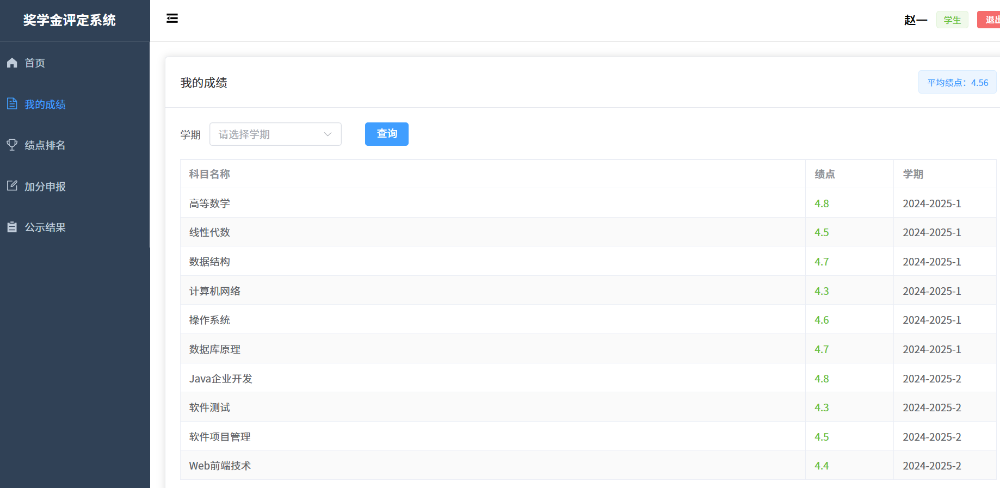 奖学金评定系统
赵一 学生 退出
首页
我的成绩
绩点排名
加分申报
公示结果
我的成绩
平均绩点：4.56
学期 请选择学期 查询
科目名称 绩点 学期
高等数学 4.8 2024-2025-1
线性代数 4.5 2024-2025-1
数据结构 4.7 2024-2025-1
计算机网络 4.3 2024-2025-1
操作系统 4.6 2024-2025-1
数据库原理 4.7 2024-2025-1
Java企业开发 4.8 2024-2025-2
软件测试 4.3 2024-2025-2
软件项目管理 4.5 2024-2025-2
Web前端技术 4.4 2024-2025-2